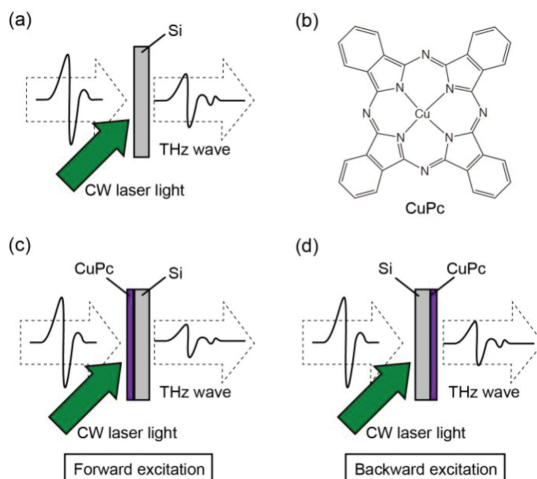 (a)
Si
THz wave
CW laser light
(b)
N
N
N
N
Cu
N
N
N
N
CuPc
(c)
CuPc
Si
THz wave
CW laser light
Forward excitation
(d)
Si
CuPc
THz wave
CW laser light
Backward excitation